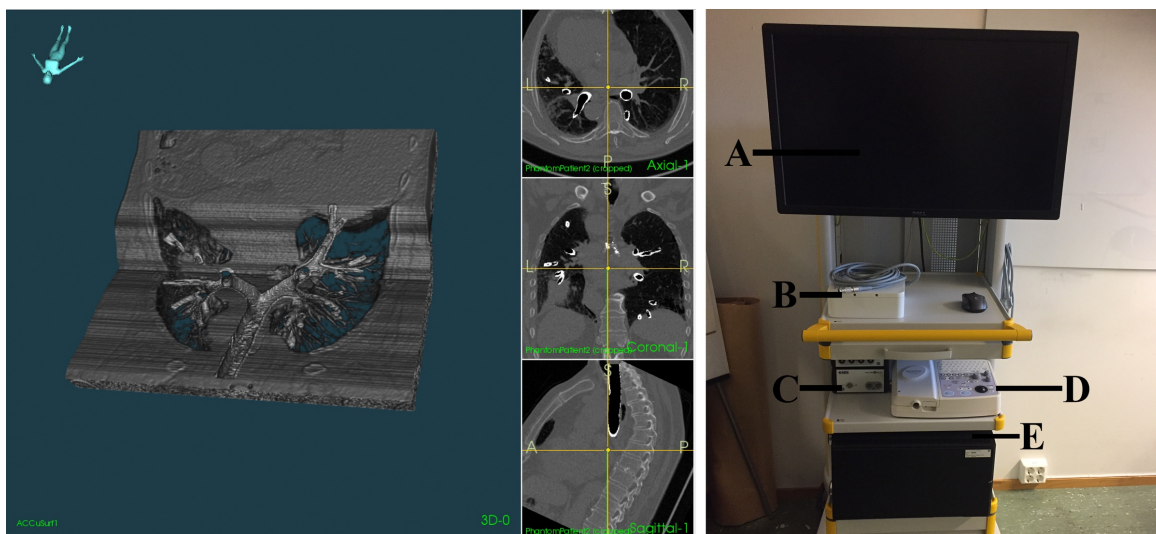 L
R
P
PhantomPatient2 (cropped)
Axial-1
S
L
R
PhantomPatient2 (cropped)
Coronal-1
S
A
P
PhantomPatient2 (cropped)
Sagittal-1
ACCuSurf1
3D-0
A
B
C
D
E